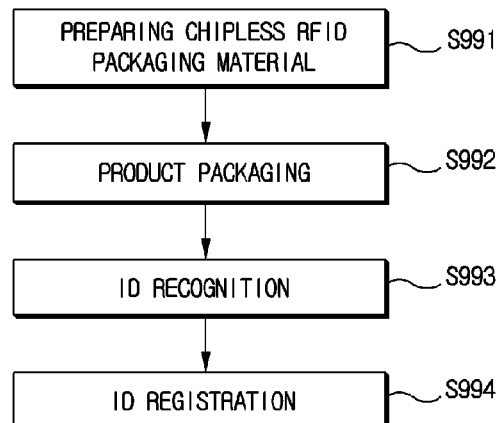 PREPARING CHIPLESS RFID
PACKAGING MATERIAL
S991
PRODUCT PACKAGING
S992
ID RECOGNITION
S993
ID REGISTRATION
S994